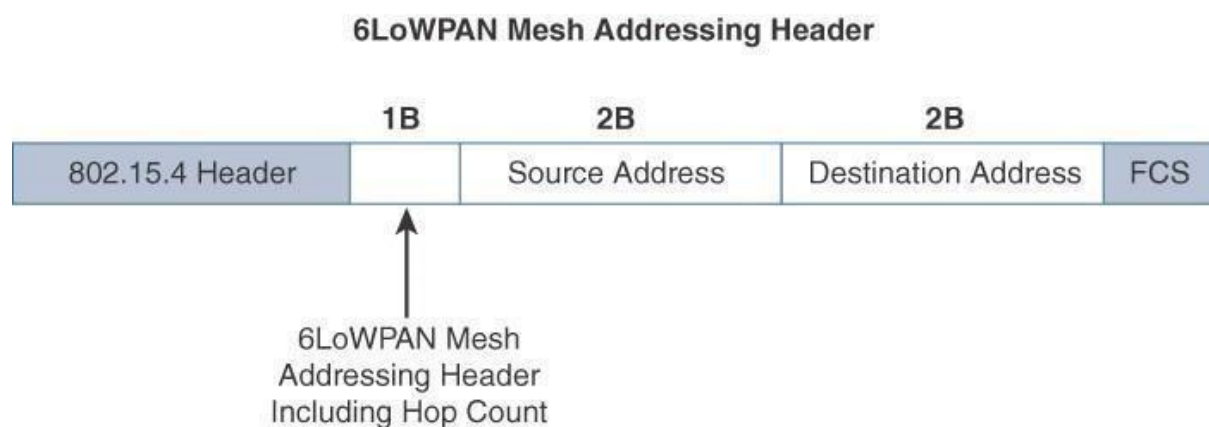 6LoWPAN Mesh Addressing Header
1B 2B 2B
802.15.4 Header Source Address Destination Address FCS
6LoWPAN Mesh
Addressing Header
Including Hop Count